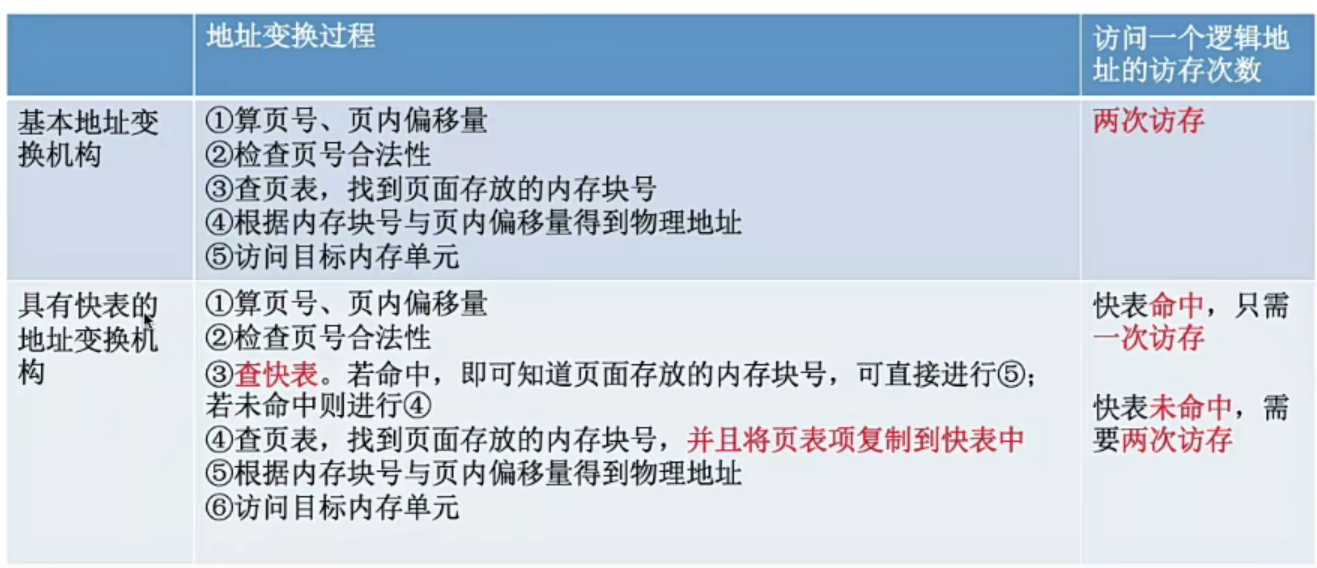 地址变换过程
访问一个逻辑地
址的访存次数
基本地址变
换机构
①算页号、页内偏移量
②检查页号合法性
③查页表，找到页面存放的内存块号
④根据内存块号与页内偏移量得到物理地址
⑤访问目标内存单元
两次访存
具有快表的
地址变换机
构
①算页号、页内偏移量
②检查页号合法性
③查快表。若命中，即可知道页面存放的内存块号，可直接进行⑤；
若未命中则进行④
④查页表，找到页面存放的内存块号，并且将页表项复制到快表中
⑤根据内存块号与页内偏移量得到物理地址
⑥访问目标内存单元
快表命中，只需
一次访存
快表未命中，需
要两次访存